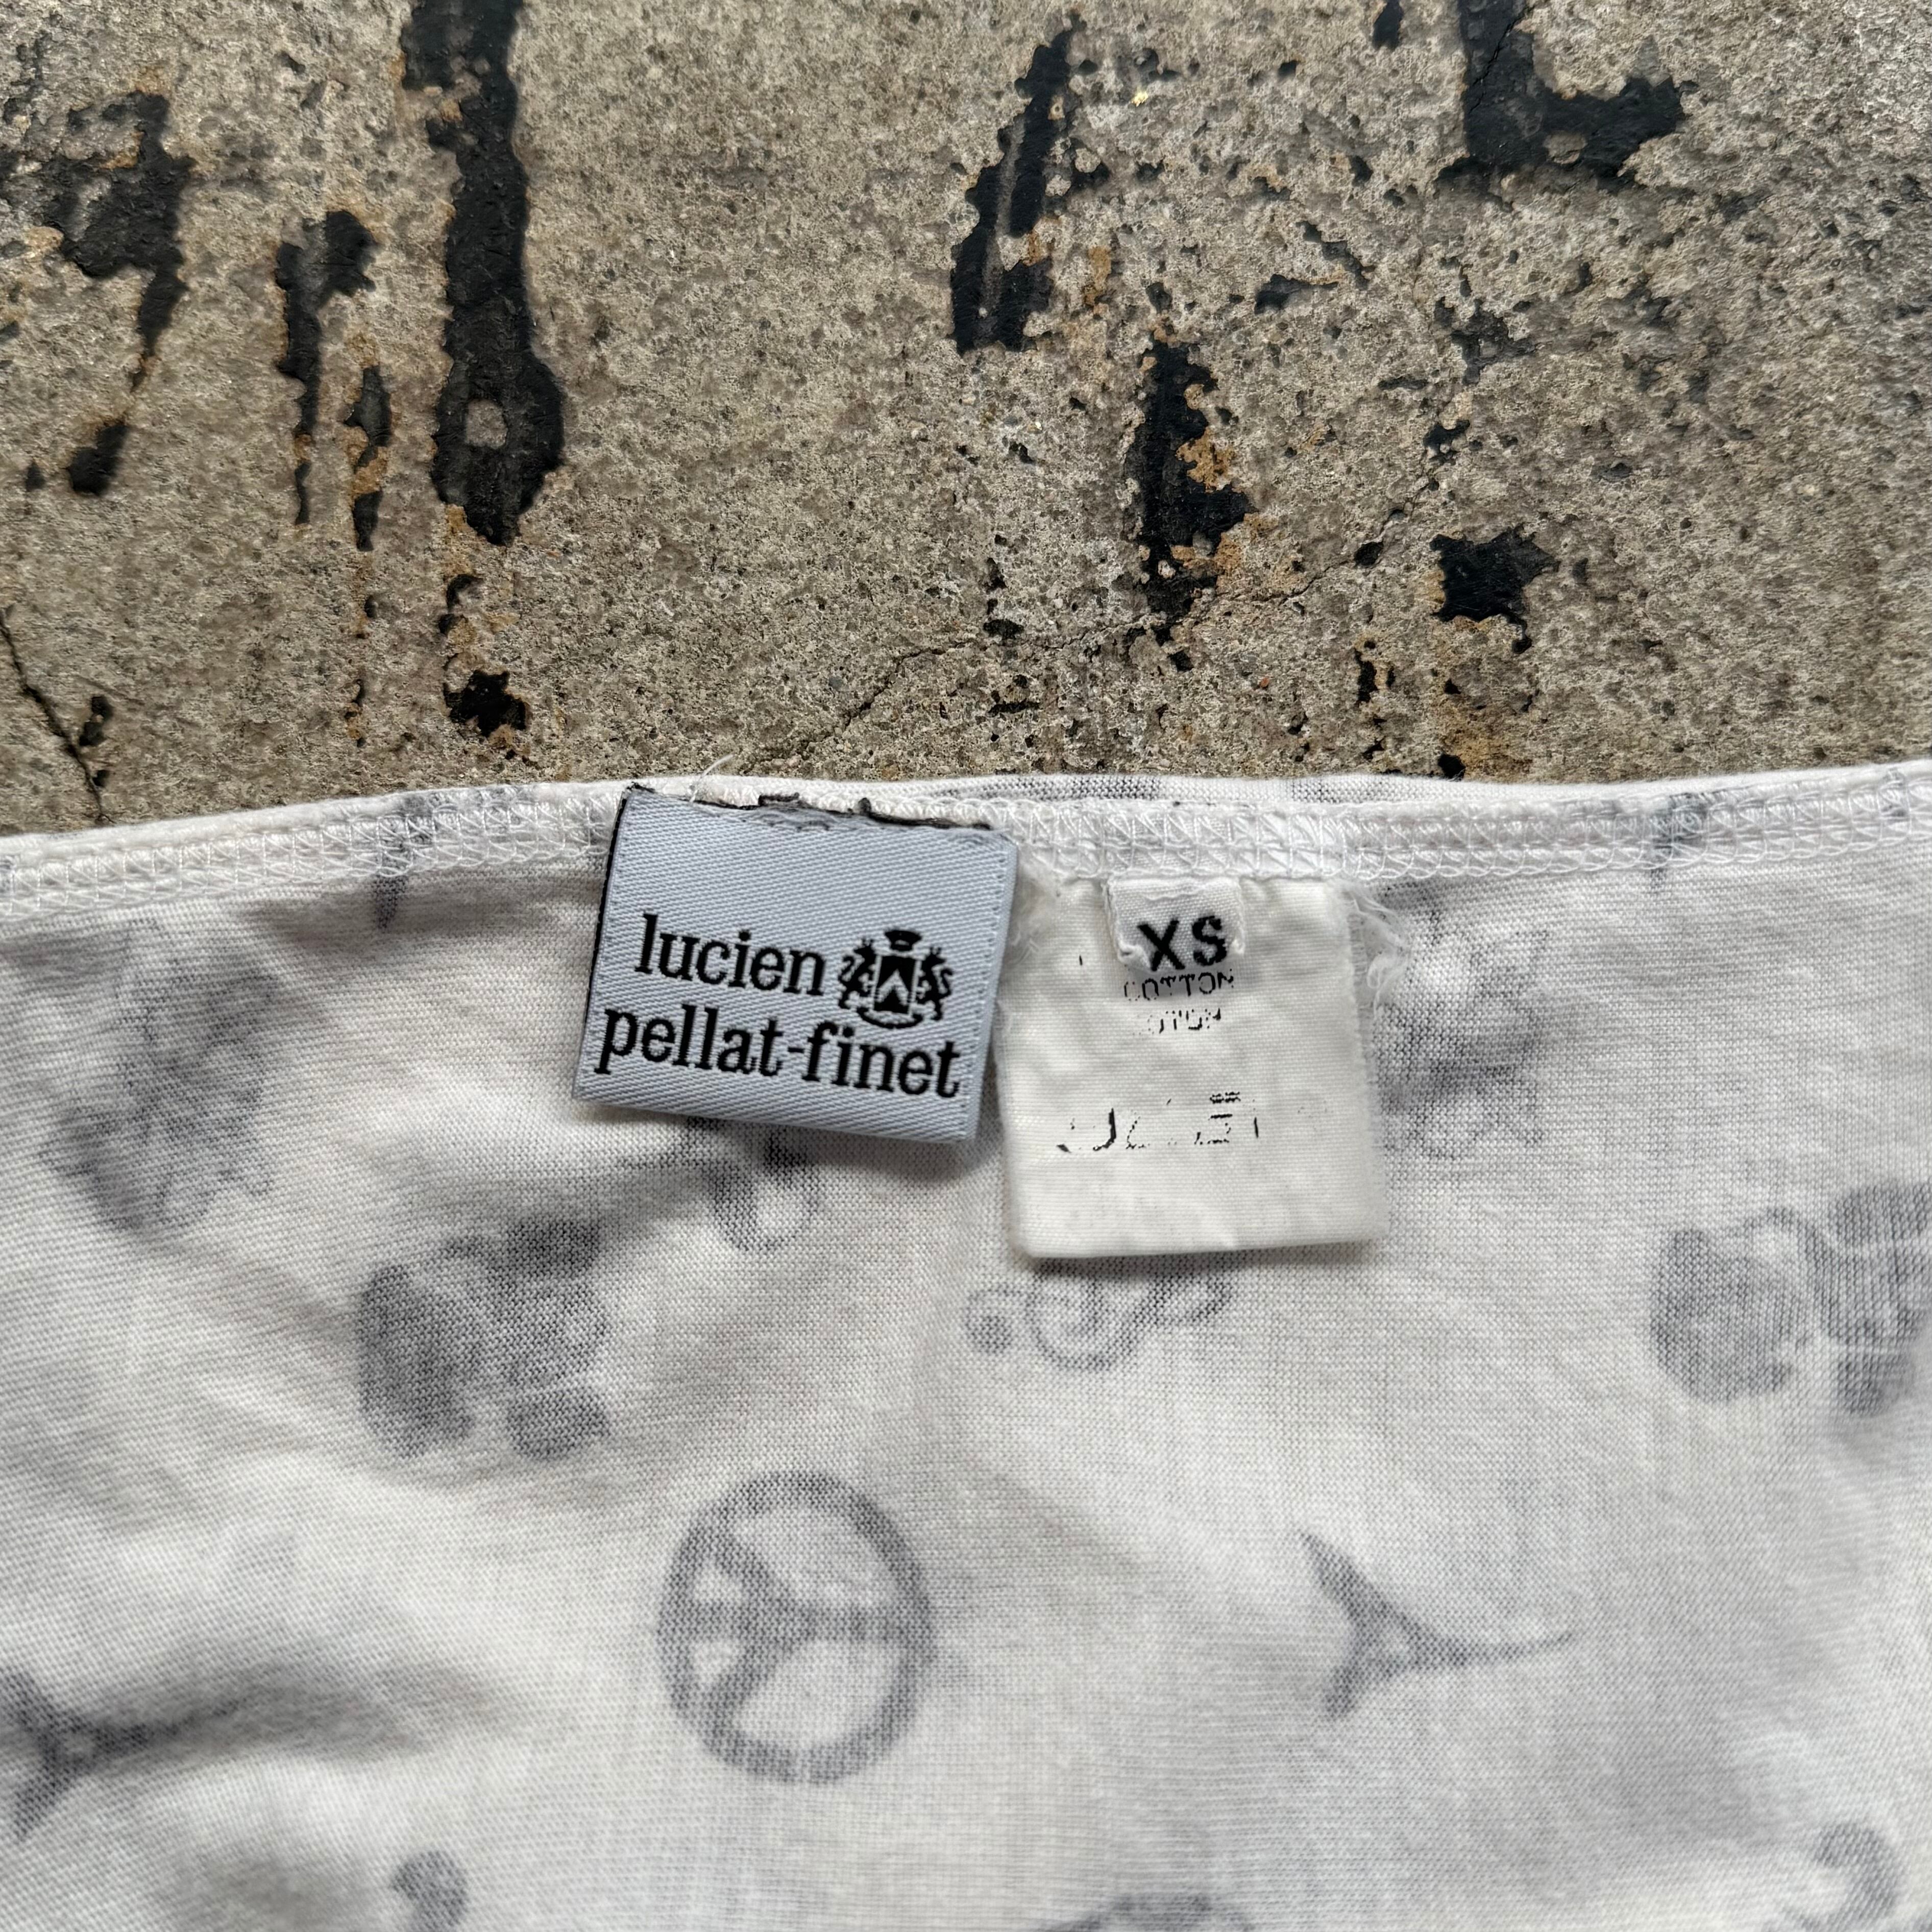 lucien
pellat-finet
XS
COTTON